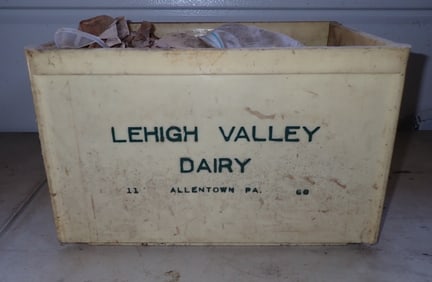 LEHIGH VALLEY
DAIRY
11 ALLENTOWN PA. 68